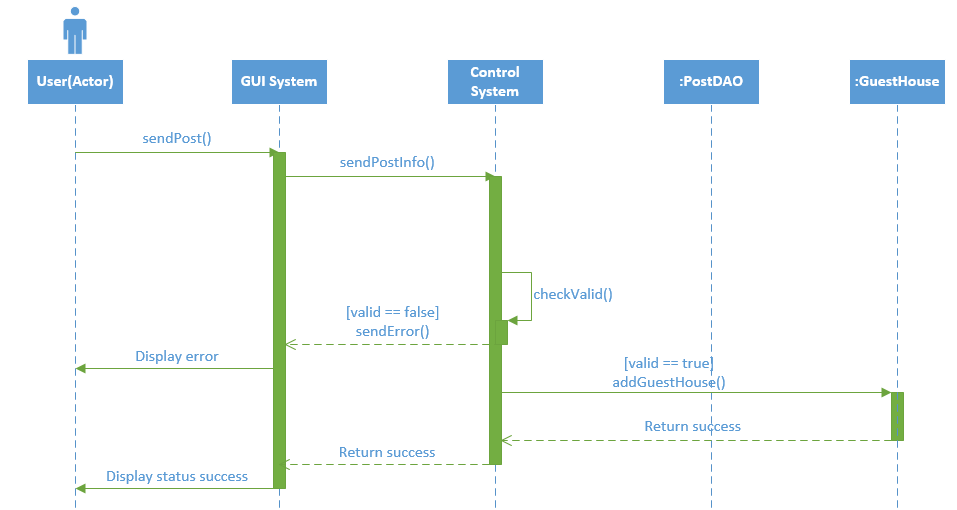 User(Actor)
GUI System
Control
System
:PostDAO
:GuestHouse
sendPost()
sendPostInfo()
checkValid()
[valid == false]
sendError()
Display error
[valid == true]
addGuestHouse()
Return success
Return success
Display status success